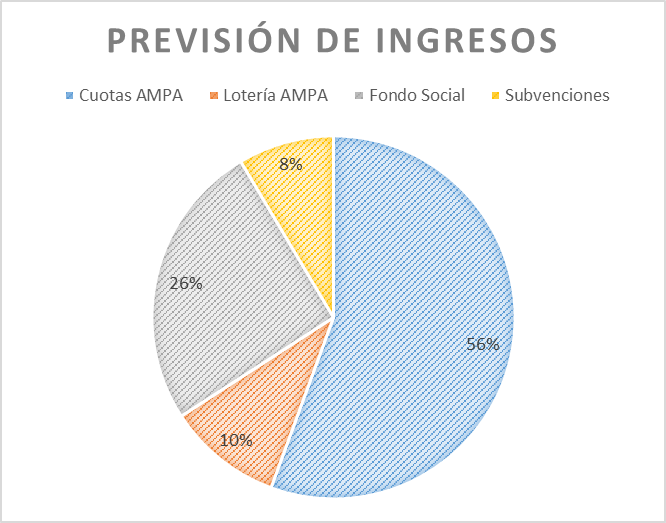 PREVISIÓN DE INGRESOS
Cuotas AMPA Lotería AMPA Fondo Social Subvenciones
8%
26%
56%
10%